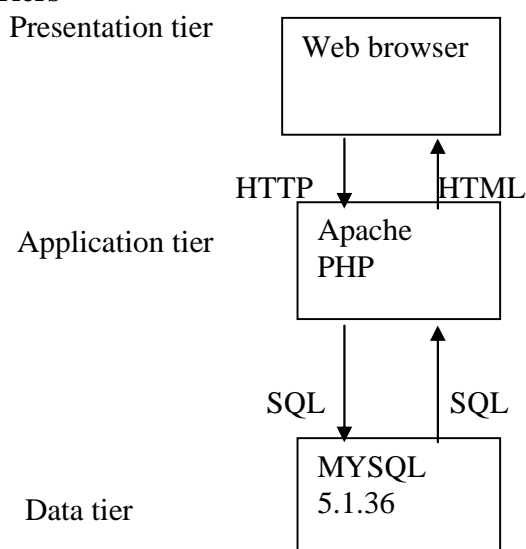 Presentation tier
Web browser
HTTP
HTML
Application tier
Apache
PHP
SQL
SQL
MYSQL
5.1.36
Data tier